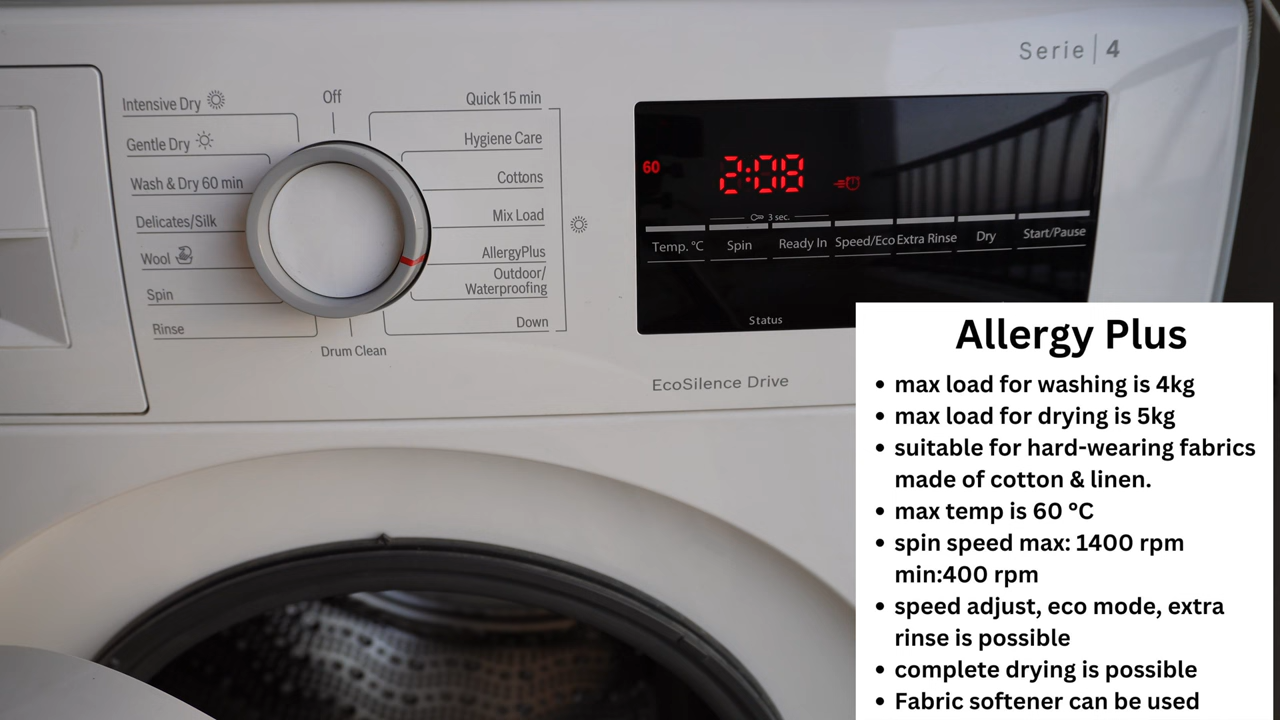 Serie | 4
Intensive Dry
Gentle Dry
Wash & Dry 60 min
Delicates/Silk
Wool
Spin
Rinse
Off
Drum Clean
Quick 15 min
Hygiene Care
Cottons
Mix Load
AllergyPlus
Outdoor/
Waterproofing
Down
60
2:08
3 sec.
Temp. °C Spin Ready In Speed/Eco Extra Rinse Dry Start/Pause
Status
EcoSilence Drive
Allergy Plus
• max load for washing is 4kg
• max load for drying is 5kg
• suitable for hard-wearing fabrics
made of cotton & linen.
• max temp is 60 °C
• spin speed max: 1400 rpm
min:400 rpm
• speed adjust, eco mode, extra
rinse is possible
• complete drying is possible
• Fabric softener can be used